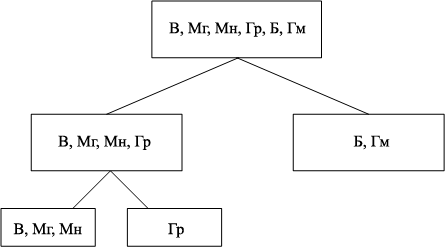 В, Мг, Мн, Гр, Б, Гм
В, Мг, Мн, Гр
Б, Гм
В, Мг, Мн
Гр